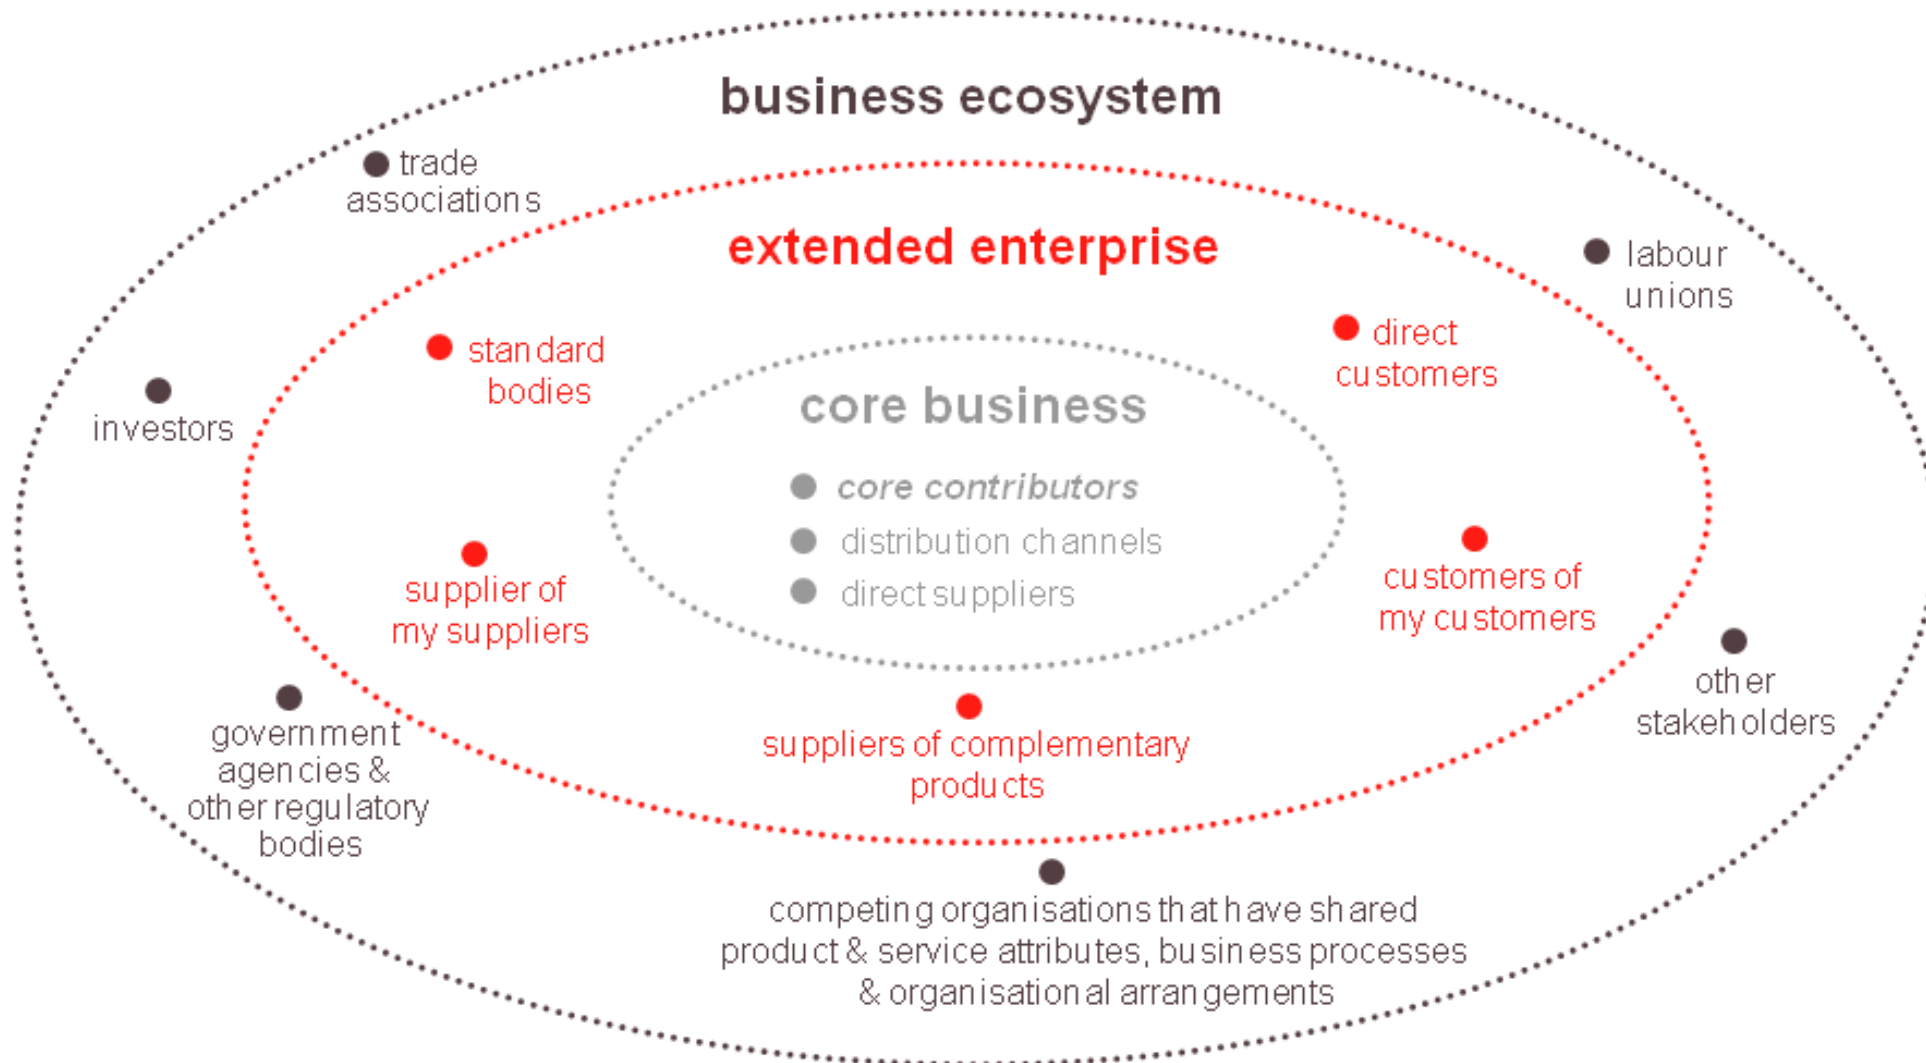 business ecosystem
trade
associations
extended enterprise
labour
unions
standard
bodies
direct
customers
investors
core business
core contributors
distribution channels
direct suppliers
supplier of
my suppliers
customers of
my customers
other
stakeholders
government
agencies &
other regulatory
bodies
suppliers of complementary
products
competing organisations that have shared
product & service attributes, business processes
& organisational arrangements